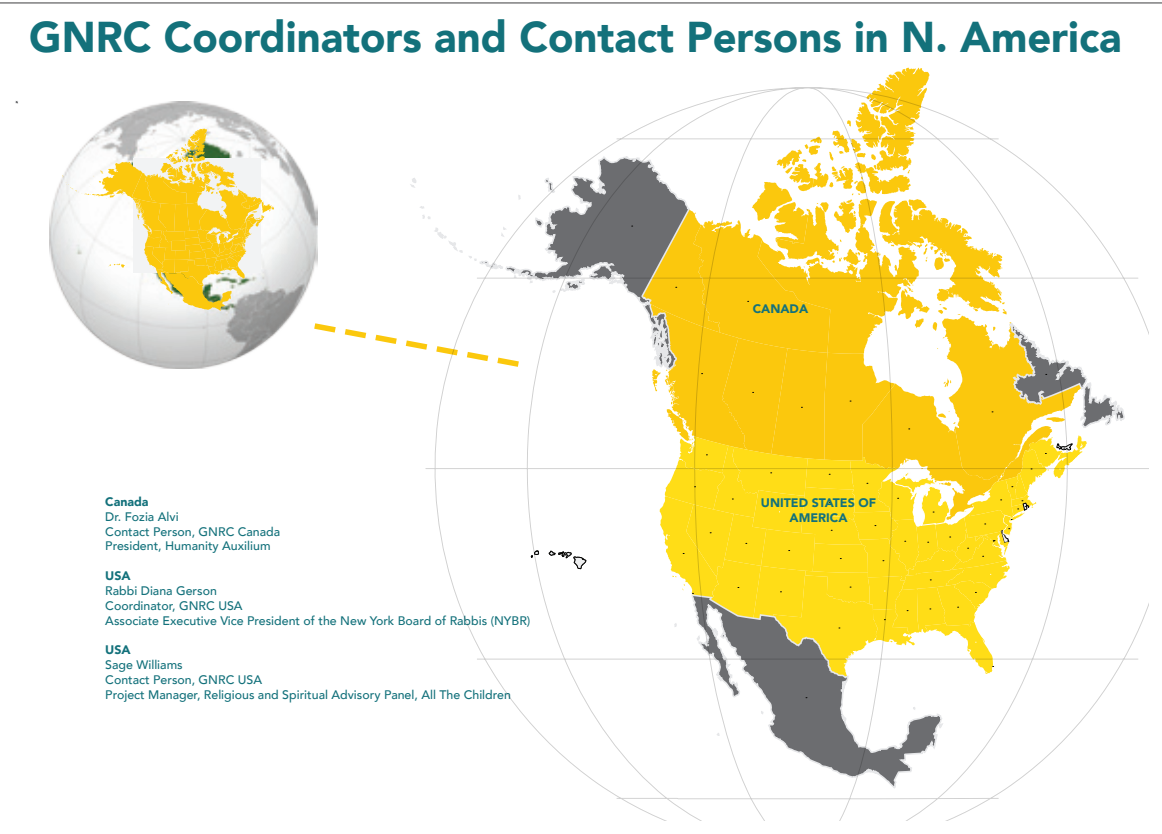 GNRC Coordinators and Contact Persons in N. America
CANADA
UNITED STATES OF
AMERICA
Canada
Dr. Fozia Alvi
Contact Person, GNRC Canada
President, Humanity Auxilium
USA
Rabbi Diana Gerson
Coordinator, GNRC USA
Associate Executive Vice President of the New York Board of Rabbis (NYBR)
USA
Sage Williams
Contact Person, GNRC USA
Project Manager, Religious and Spiritual Advisory Panel, All The Children